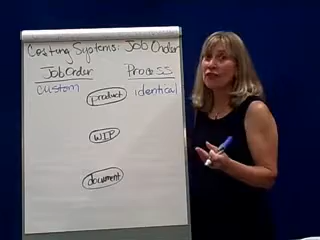 Costing Systems: Job Order
Job Order Process
custom product identical
WIP
document